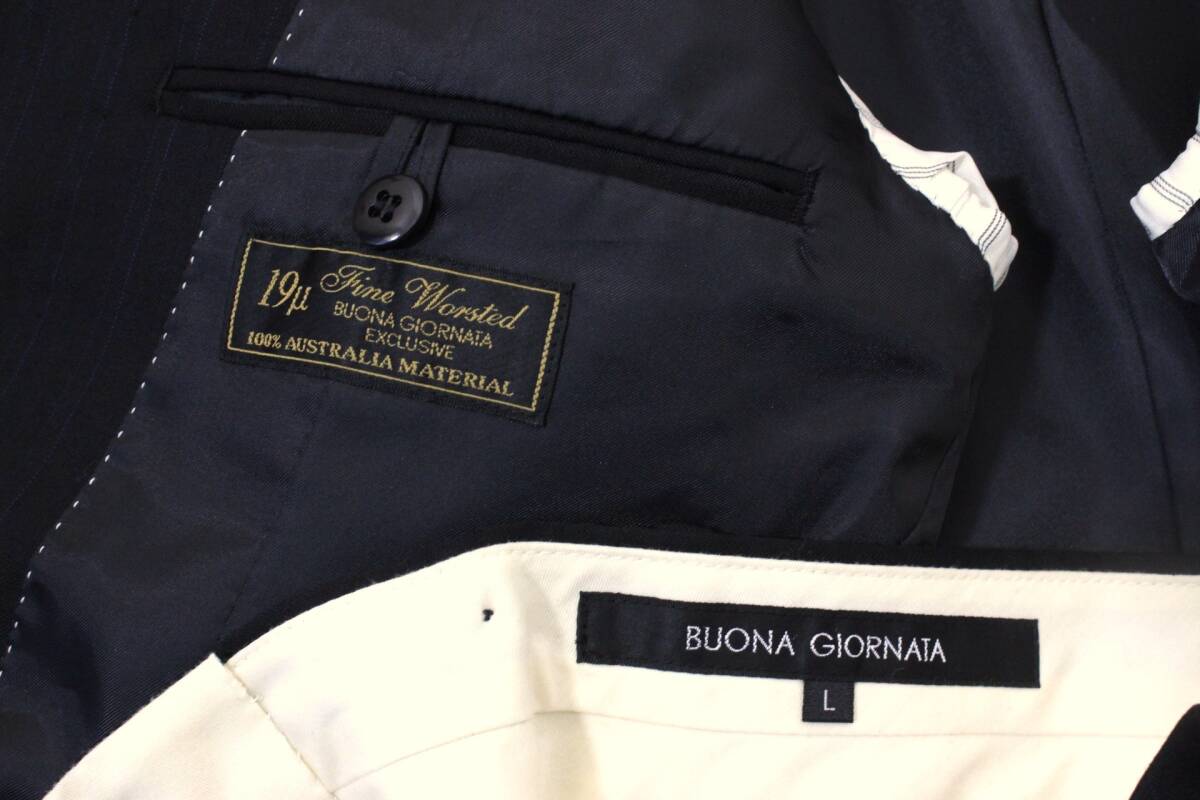 19μ Fine Worsted
BUONA GIORNATA
EXCLUSIVE
100% AUSTRALIA MATERIAL
BUONA GIORNATA
L